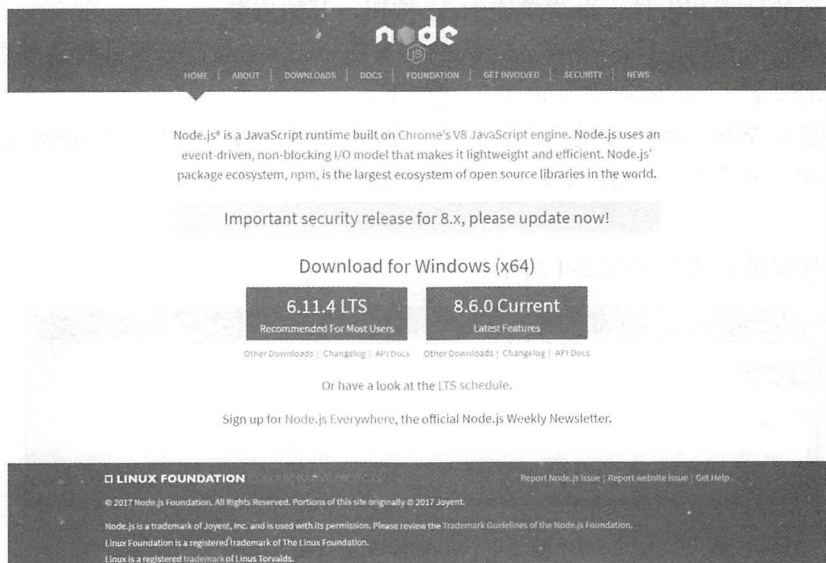 node
JS
HOME | ABOUT | DOWNLOADS | DOCS | FOUNDATION | GET INVOLVED | SECURITY | NEWS
Node.js® is a JavaScript runtime built on Chrome's V8 JavaScript engine. Node.js uses an
event-driven, non-blocking I/O model that makes it lightweight and efficient. Node.js'
package ecosystem, npm, is the largest ecosystem of open source libraries in the world.
Important security release for 8.x, please update now!
Download for Windows (x64)
6.11.4 LTS
Recommended For Most Users
8.6.0 Current
Latest Features
Other Downloads | Changelog | API Docs
Other Downloads | Changelog | API Docs
Or have a look at the LTS schedule.
Sign up for Node.js Everywhere, the official Node.js Weekly Newsletter.
LINUX FOUNDATION
Report Node.js issue | Report website issue | Get Help
© 2017 Node.js Foundation. All Rights Reserved. Portions of this site originally © 2017 Joyent.
Node.js is a trademark of Joyent, Inc. and is used with its permission. Please review the Trademark Guidelines of the Node.js Foundation.
Linux Foundation is a registered trademark of The Linux Foundation.
Linux is a registered trademark of Linus Torvalds.